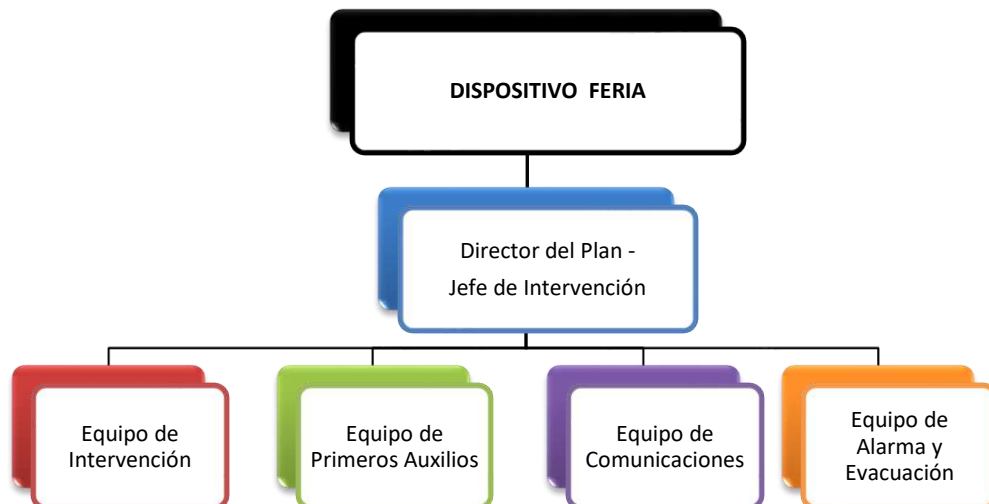 DISPOSITIVO FERIA
Director del Plan -
Jefe de Intervención
Equipo de
Intervención
Equipo de
Primeros Auxilios
Equipo de
Comunicaciones
Equipo de
Alarma y
Evacuación